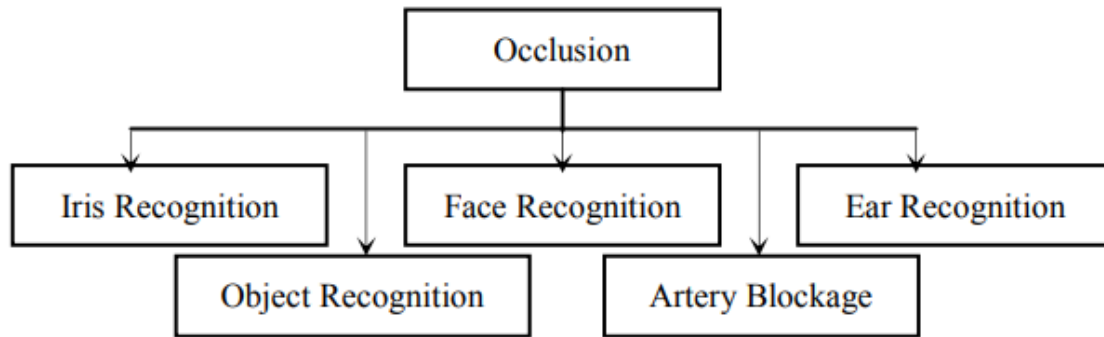 Occlusion
Iris Recognition
Face Recognition
Ear Recognition
Object Recognition
Artery Blockage